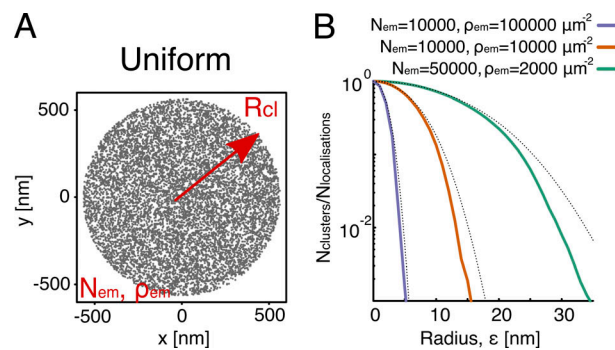 A
Uniform
500
0
-500
y [nm]
Rcl
Nem, ρem
-500
0
500
x [nm]
B
Nem=10000, ρem=100000 μm-2
Nem=10000, ρem=10000 μm-2
Nem=50000, ρem=2000 μm-2
10^0
10^-2
Nclusters/Nlocalisations
0
10
20
30
Radius, ε [nm]